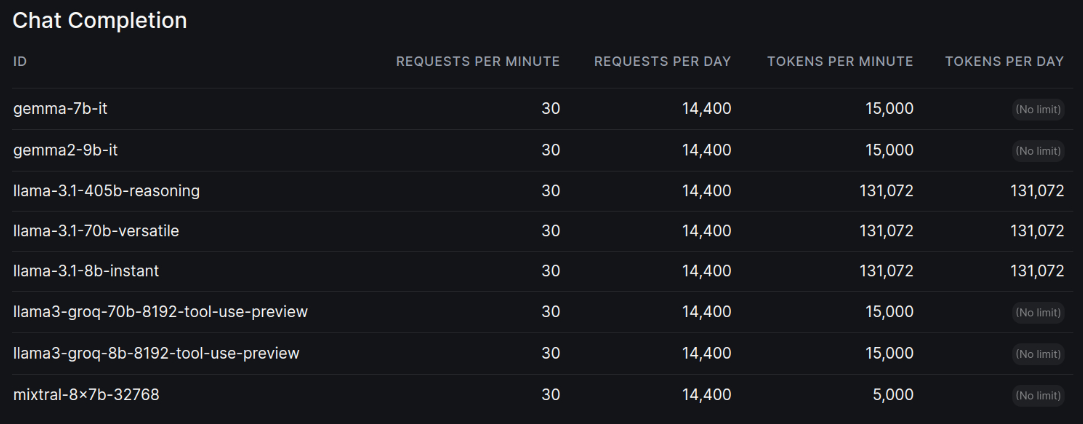 Chat Completion
ID REQUESTS PER MINUTE REQUESTS PER DAY TOKENS PER MINUTE TOKENS PER DAY
gemma-7b-it 30 14,400 15,000 (No limit)
gemma2-9b-it 30 14,400 15,000 (No limit)
llama-3.1-405b-reasoning 30 14,400 131,072 131,072
llama-3.1-70b-versatile 30 14,400 131,072 131,072
llama-3.1-8b-instant 30 14,400 131,072 131,072
llama3-groq-70b-8192-tool-use-preview 30 14,400 15,000 (No limit)
llama3-groq-8b-8192-tool-use-preview 30 14,400 15,000 (No limit)
mixtral-8×7b-32768 30 14,400 5,000 (No limit)